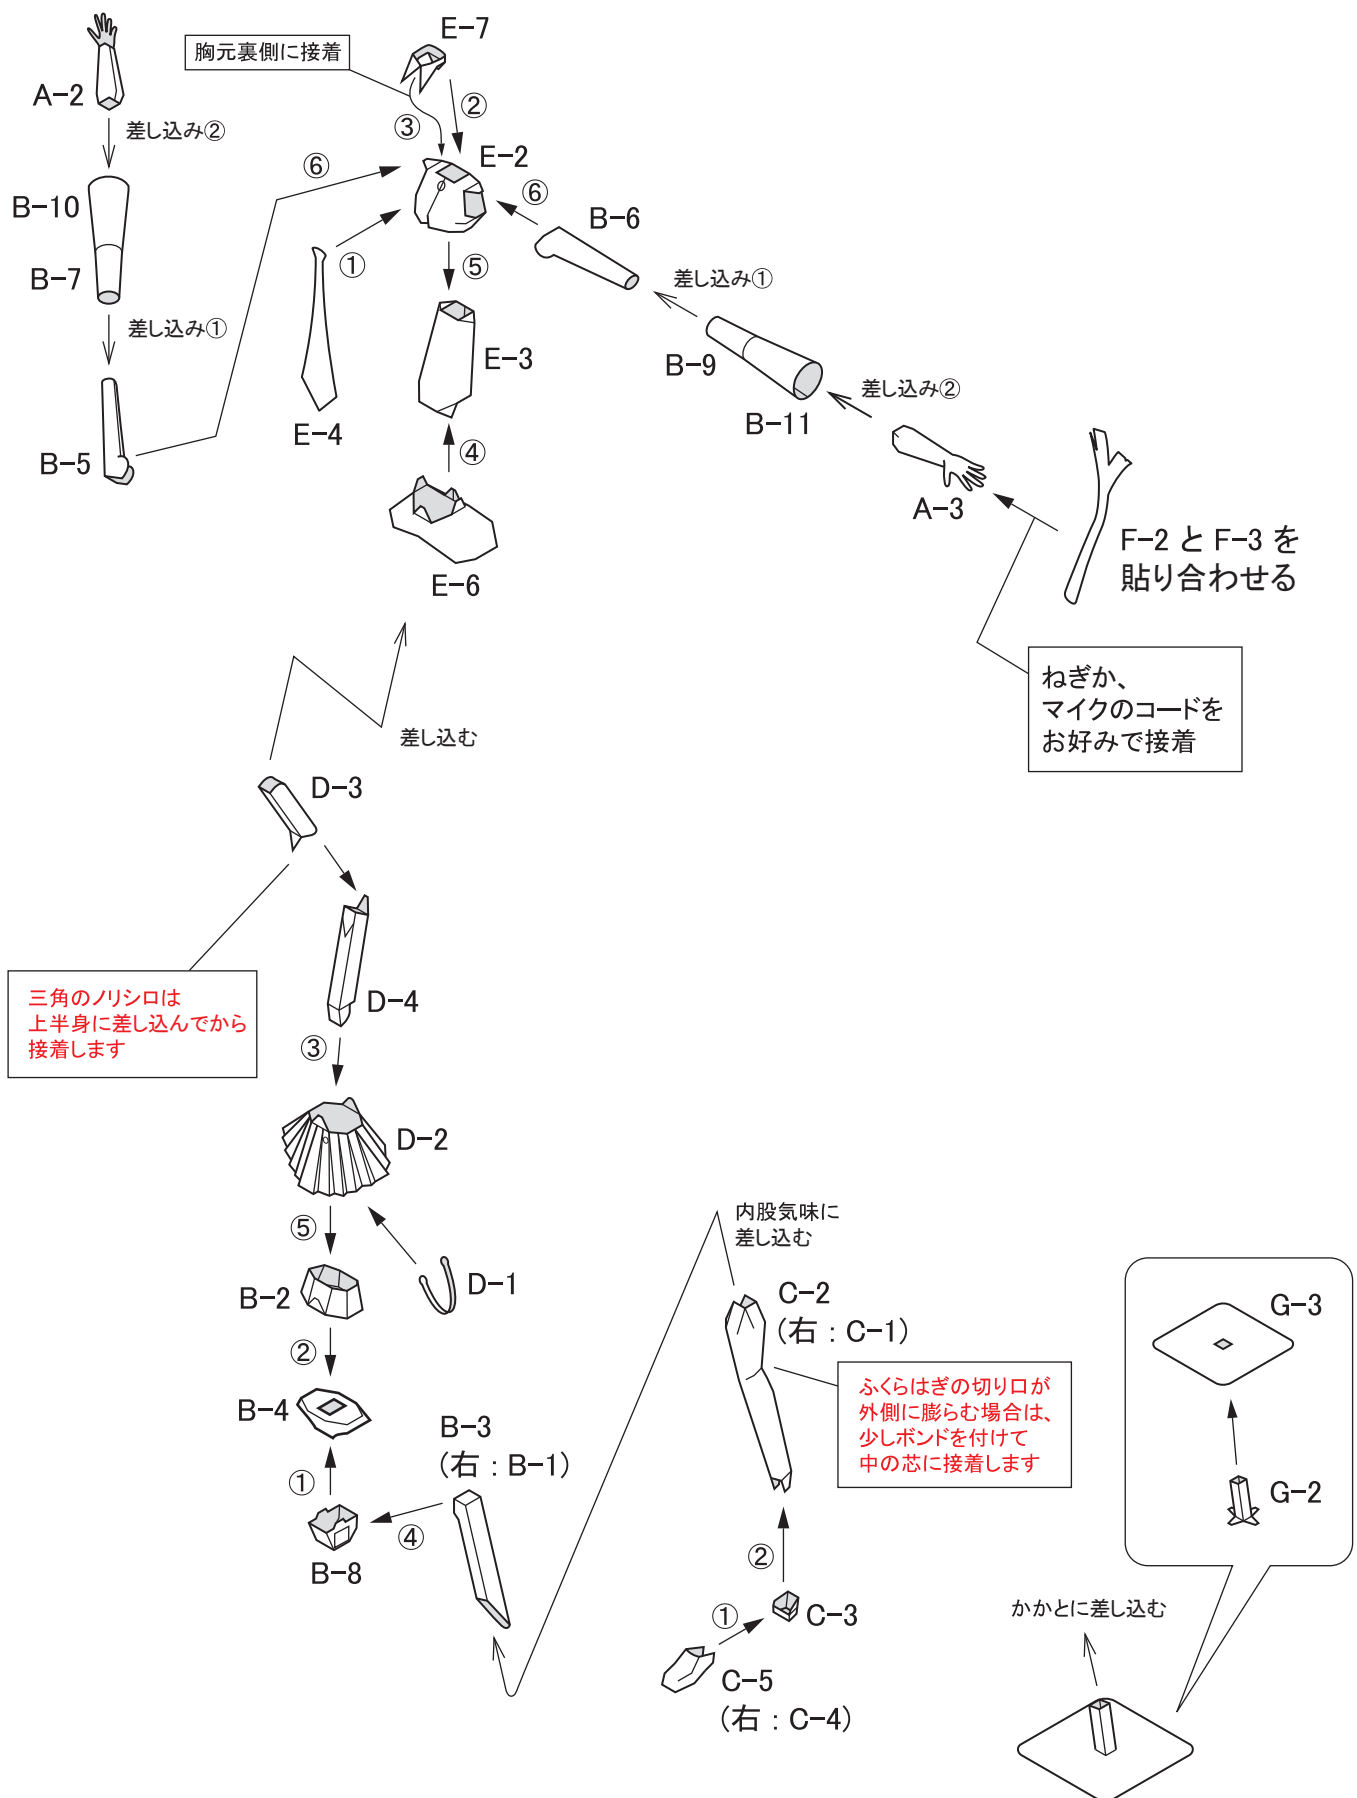 E-7
胸元裏側に接着
A-2
②
③
差し込み②
E-2
⑥
⑥
B-10
B-6
B-7
①
⑤
差し込み①
差し込み①
E-3
B-9
差し込み②
B-11
E-4
④
B-5
A-3
F-2 と F-3 を
貼り合わせる
E-6
ねぎか、
マイクのコードを
お好みで接着
差し込む
D-3
三角のノリシロは
上半身に差し込んでから
接着します
D-4
③
D-2
⑤
内股気味に
差し込む
D-1
B-2
C-2
(右：C-1)
G-3
②
ふくらはぎの切り口が
外側に膨らむ場合は、
少しボンドを付けて
中の芯に接着します
B-4
B-3
(右：B-1)
①
G-2
④
B-8
②
①
C-3
かかとに差し込む
C-5
(右：C-4)